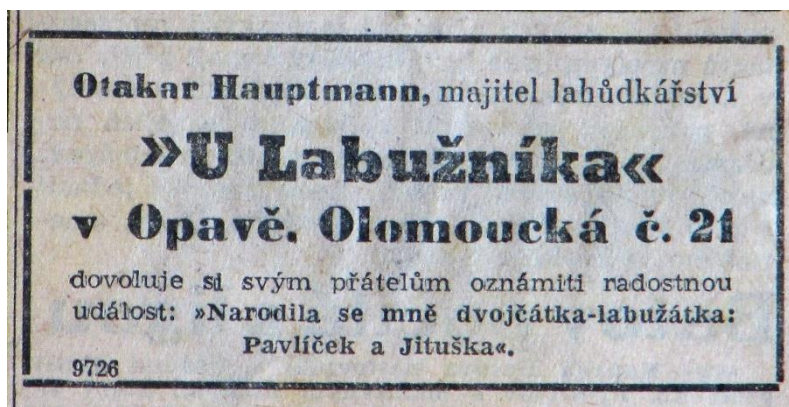 Otakar Hauptmann, majitel lahůdkářství
»U Labužníka«
v Opavě. Olomoucká č. 21
dovoluje si svým přátelům oznámiti radostnou
událost: »Narodila se mně dvojčátka-labužátka:
Pavlíček a Jituška«.
9726